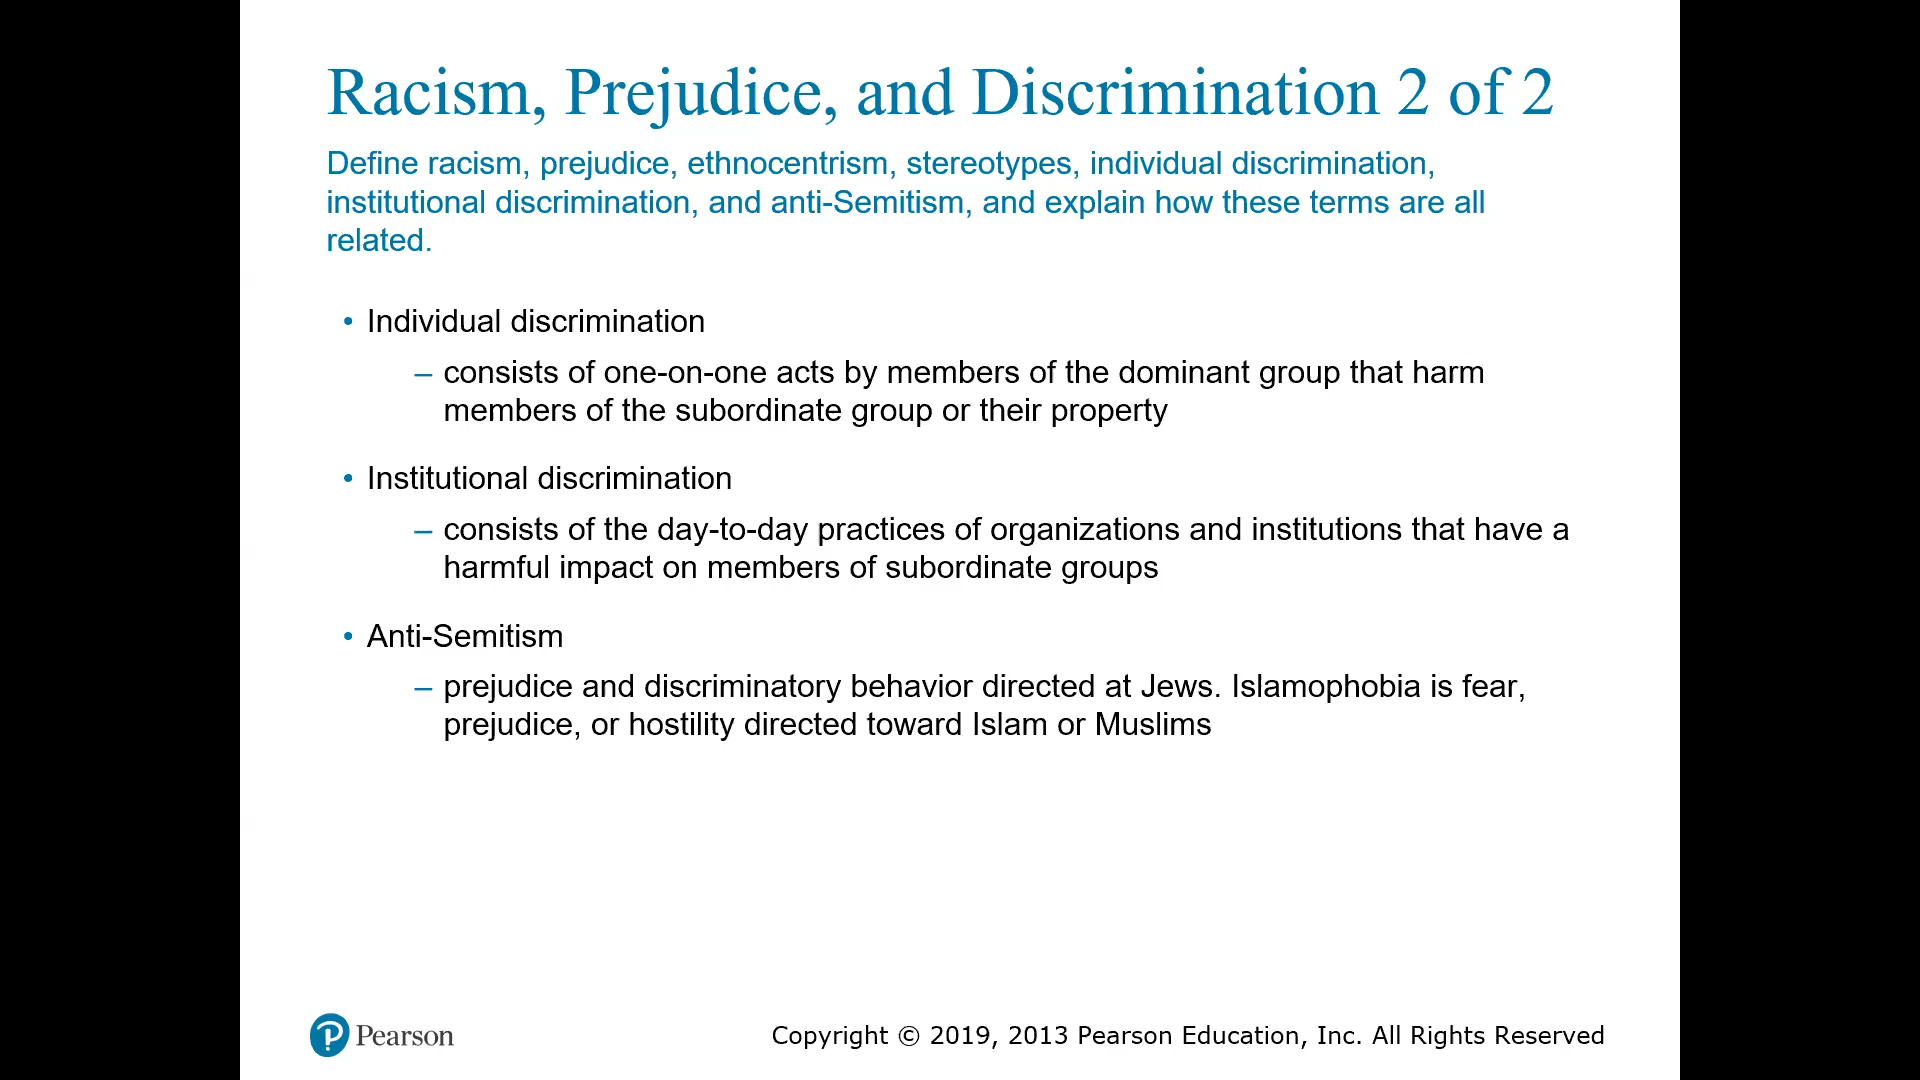 Racism, Prejudice, and Discrimination 2 of 2
Define racism, prejudice, ethnocentrism, stereotypes, individual discrimination,
institutional discrimination, and anti-Semitism, and explain how these terms are all
related.
• Individual discrimination
– consists of one-on-one acts by members of the dominant group that harm
members of the subordinate group or their property
• Institutional discrimination
– consists of the day-to-day practices of organizations and institutions that have a
harmful impact on members of subordinate groups
• Anti-Semitism
– prejudice and discriminatory behavior directed at Jews. Islamophobia is fear,
prejudice, or hostility directed toward Islam or Muslims
Pearson
Copyright © 2019, 2013 Pearson Education, Inc. All Rights Reserved